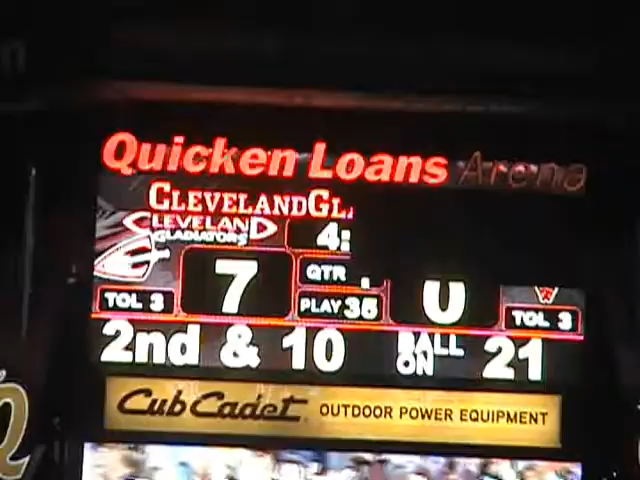 Quicken Loans Arena
CLEVELANDGL
CLEVELAND
GLADIATORS
4:
QTR
7
0
TOL 3
PLAY 35
TOL 3
2nd & 10 BALL ON 21
Cub Cadet OUTDOOR POWER EQUIPMENT